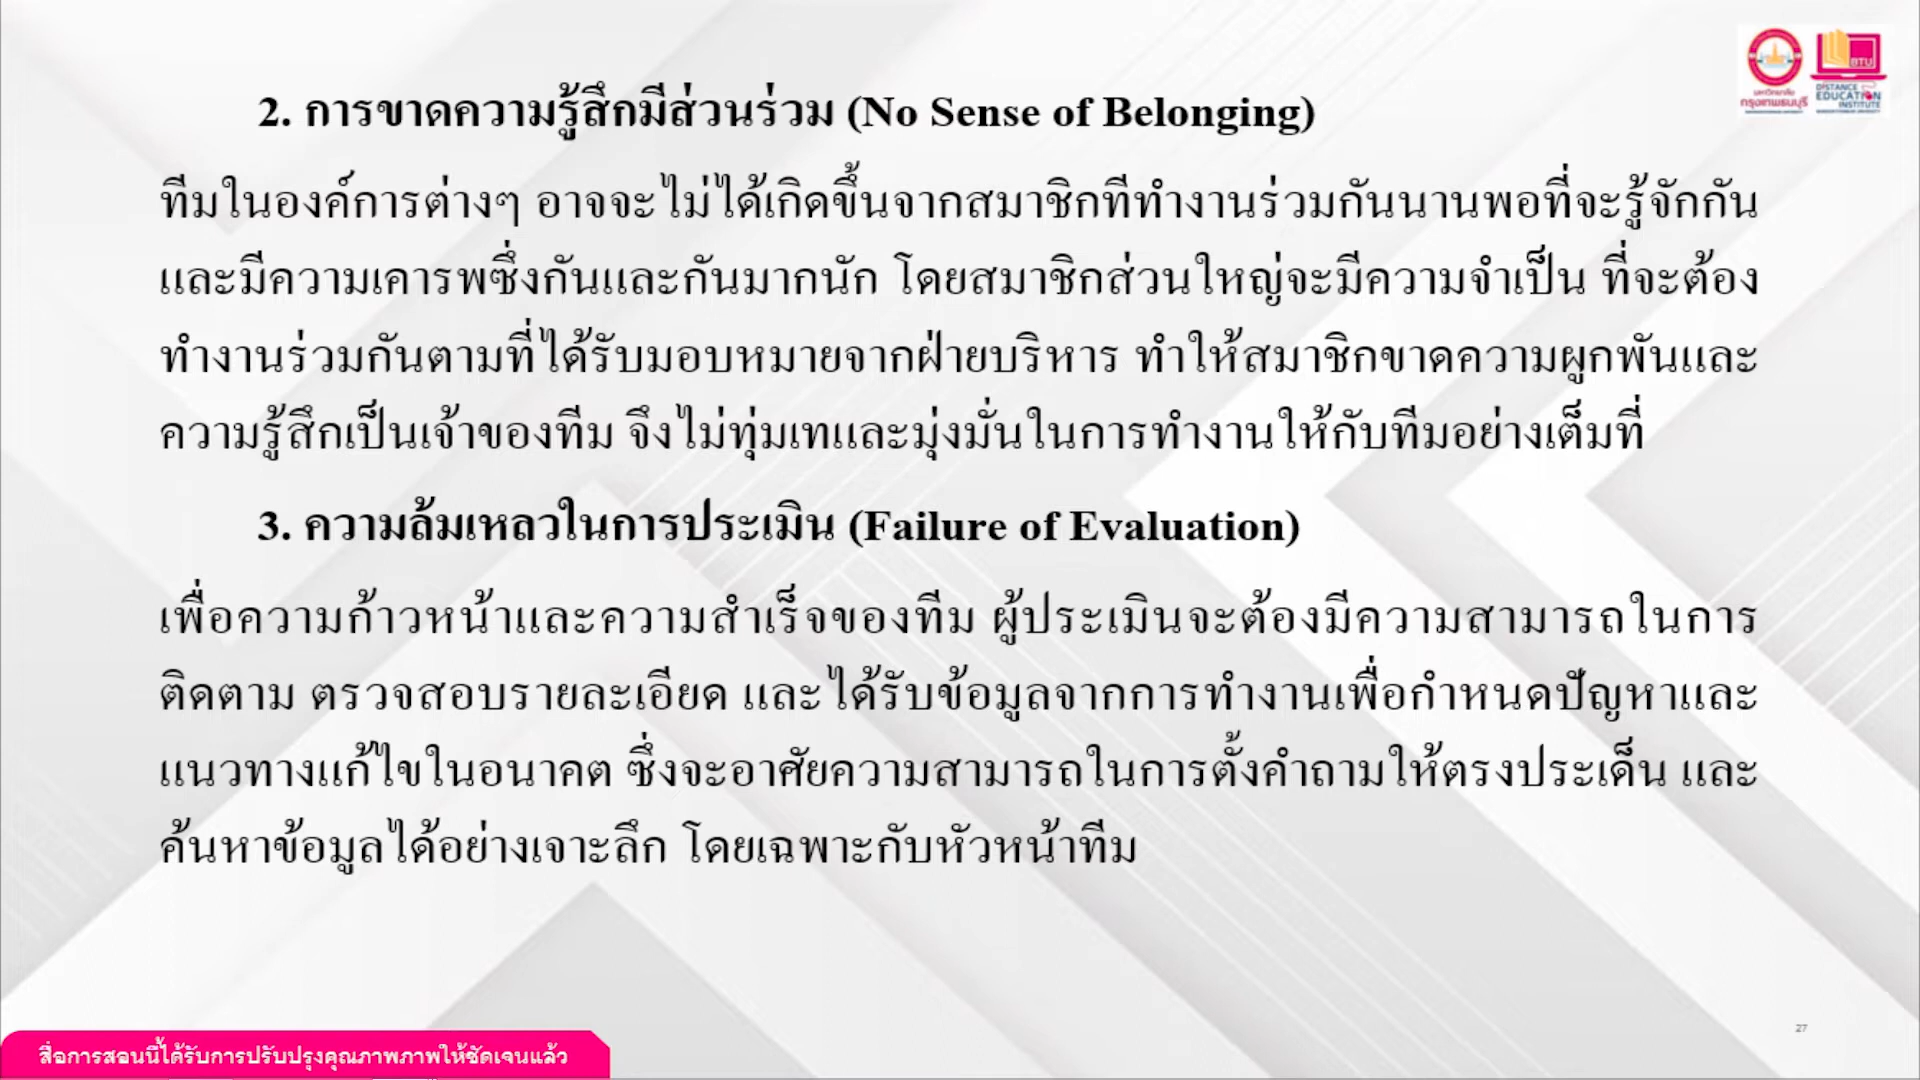 มหาวิทยาลัย
กรุงเทพธนบุรี
BTU
DISTANCE
EDUCATION
INSTITUTE
2. การขาดความรู้สึกมีส่วนร่วม (No Sense of Belonging)
ทีมในองค์การต่างๆ อาจจะไม่ได้เกิดขึ้นจากสมาชิกทีทำงานร่วมกันนานพอที่จะรู้จักกัน
และมีความเคารพซึ่งกันและกันมากนัก โดยสมาชิกส่วนใหญ่จะมีความจำเป็น ที่จะต้อง
ทำงานร่วมกันตามที่ได้รับมอบหมายจากฝ่ายบริหาร ทำให้สมาชิกขาดความผูกพันและ
ความรู้สึกเป็นเจ้าของทีม จึงไม่ทุ่มเทและมุ่งมั่นในการทำงานให้กับทีมอย่างเต็มที่
3. ความล้มเหลวในการประเมิน (Failure of Evaluation)
เพื่อความก้าวหน้าและความสำเร็จของทีม ผู้ประเมินจะต้องมีความสามารถในการ
ติดตาม ตรวจสอบรายละเอียด และได้รับข้อมูลจากการทำงานเพื่อกำหนดปัญหาและ
แนวทางแก้ไขในอนาคต ซึ่งจะอาศัยความสามารถในการตั้งคำถามให้ตรงประเด็น และ
ค้นหาข้อมูลได้อย่างเจาะลึก โดยเฉพาะกับหัวหน้าทีม
27
สื่อการสอนนี้ได้รับการปรับปรุงคุณภาพภาพให้ชัดเจนแล้ว